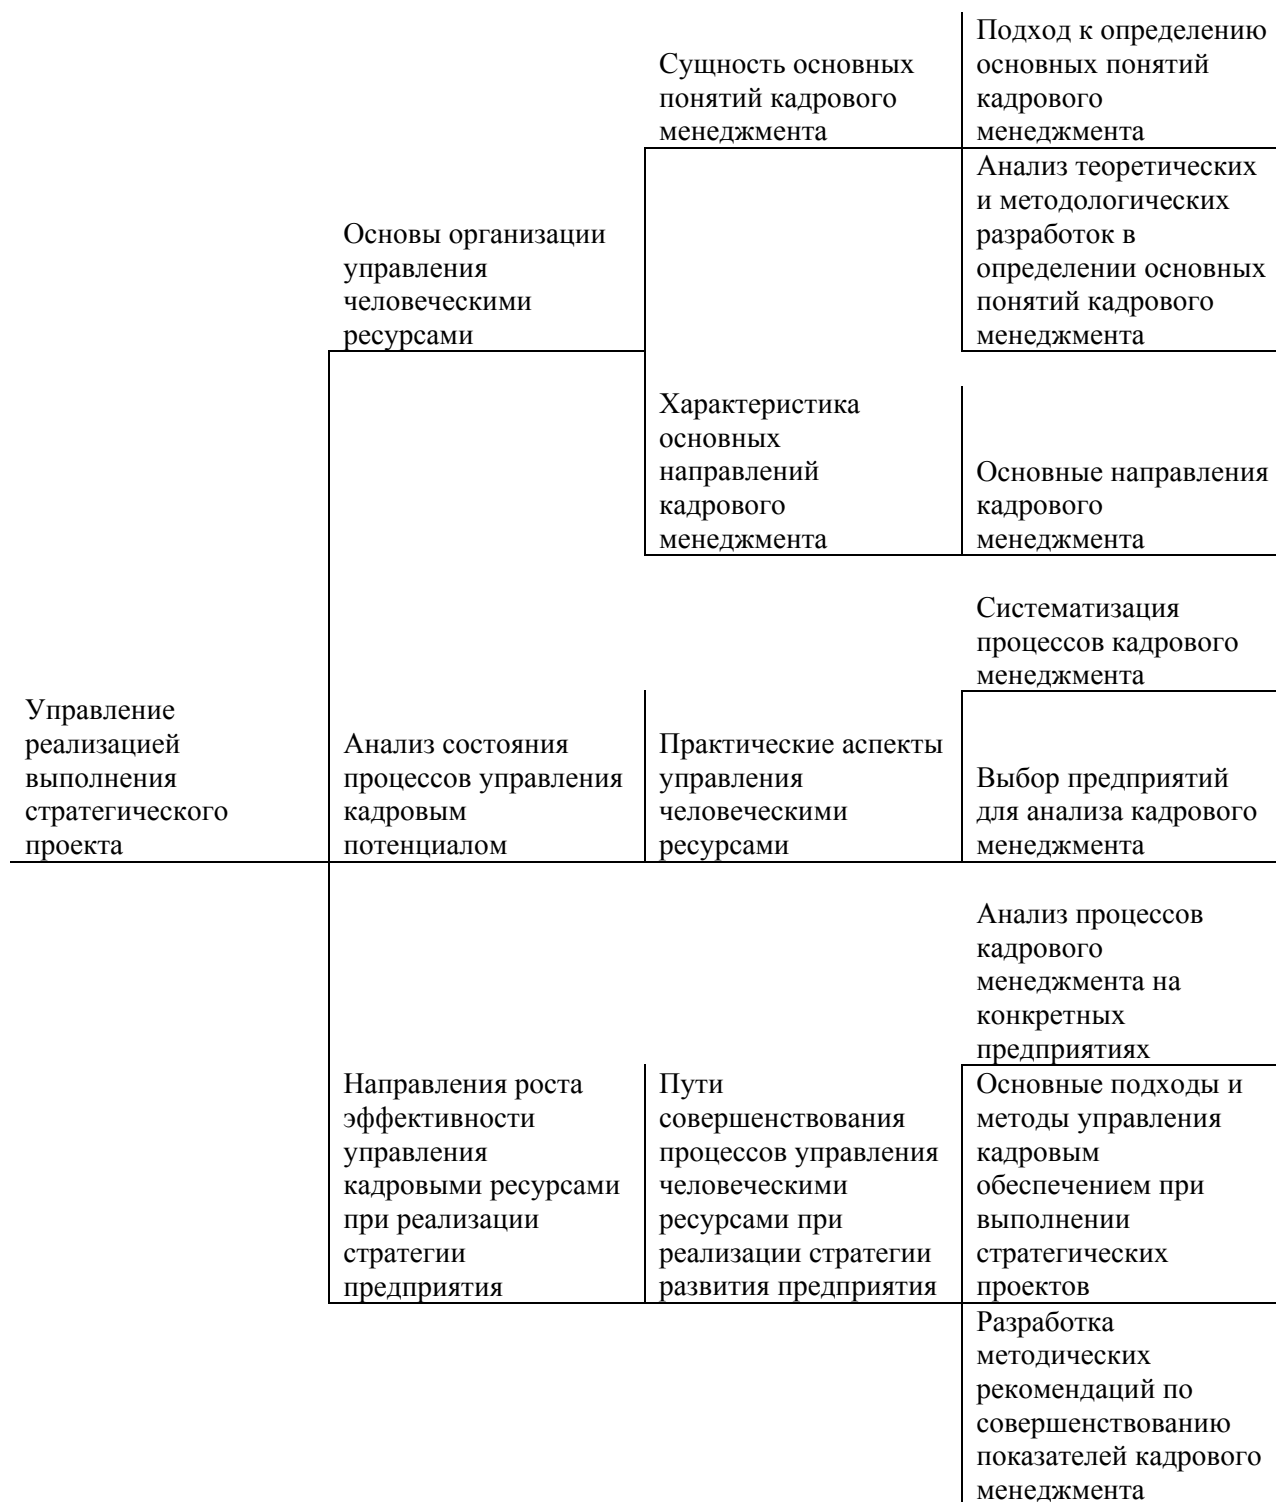 Подход к определению
основных понятий
кадрового
менеджмента
Сущность основных
понятий кадрового
менеджмента
Анализ теоретических
и методологических
разработок в
определении основных
понятий кадрового
менеджмента
Основы организации
управления
человеческими
ресурсами
Характеристика
основных
направлений
кадрового
менеджмента
Основные направления
кадрового
менеджмента
Систематизация
процессов кадрового
менеджмента
Управление
реализацией
выполнения
стратегического
проекта
Анализ состояния
процессов управления
кадровым
потенциалом
Практические аспекты
управления
человеческими
ресурсами
Выбор предприятий
для анализа кадрового
менеджмента
Анализ процессов
кадрового
менеджмента на
конкретных
предприятиях
Направления роста
эффективности
управления
кадровыми ресурсами
при реализации
стратегии
предприятия
Пути
совершенствования
процессов управления
человеческими
ресурсами при
реализации стратегии
развития предприятия
Основные подходы и
методы управления
кадровым
обеспечением при
выполнении
стратегических
проектов
Разработка
методических
рекомендаций по
совершенствованию
показателей кадрового
менеджмента